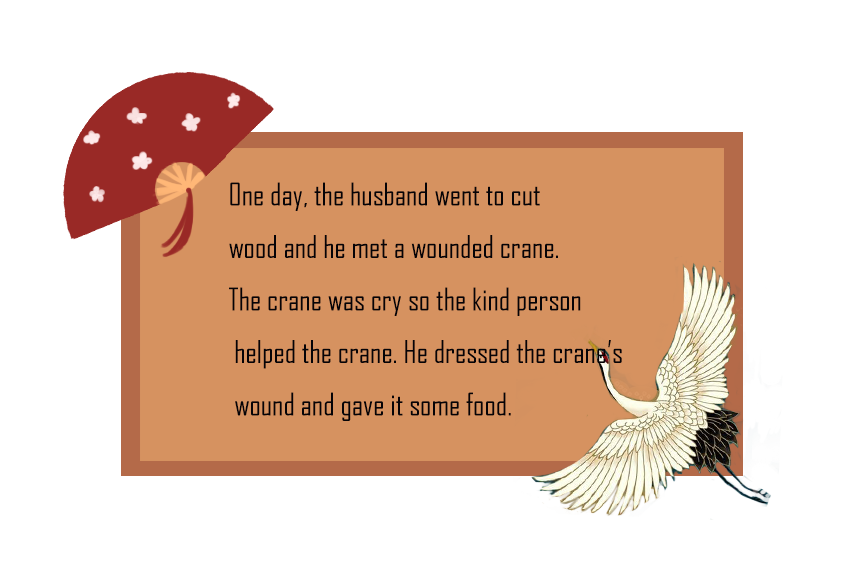 One day, the husband went to cut
wood and he met a wounded crane.
The crane was cry so the kind person
helped the crane. He dressed the crane's
wound and gave it some food.